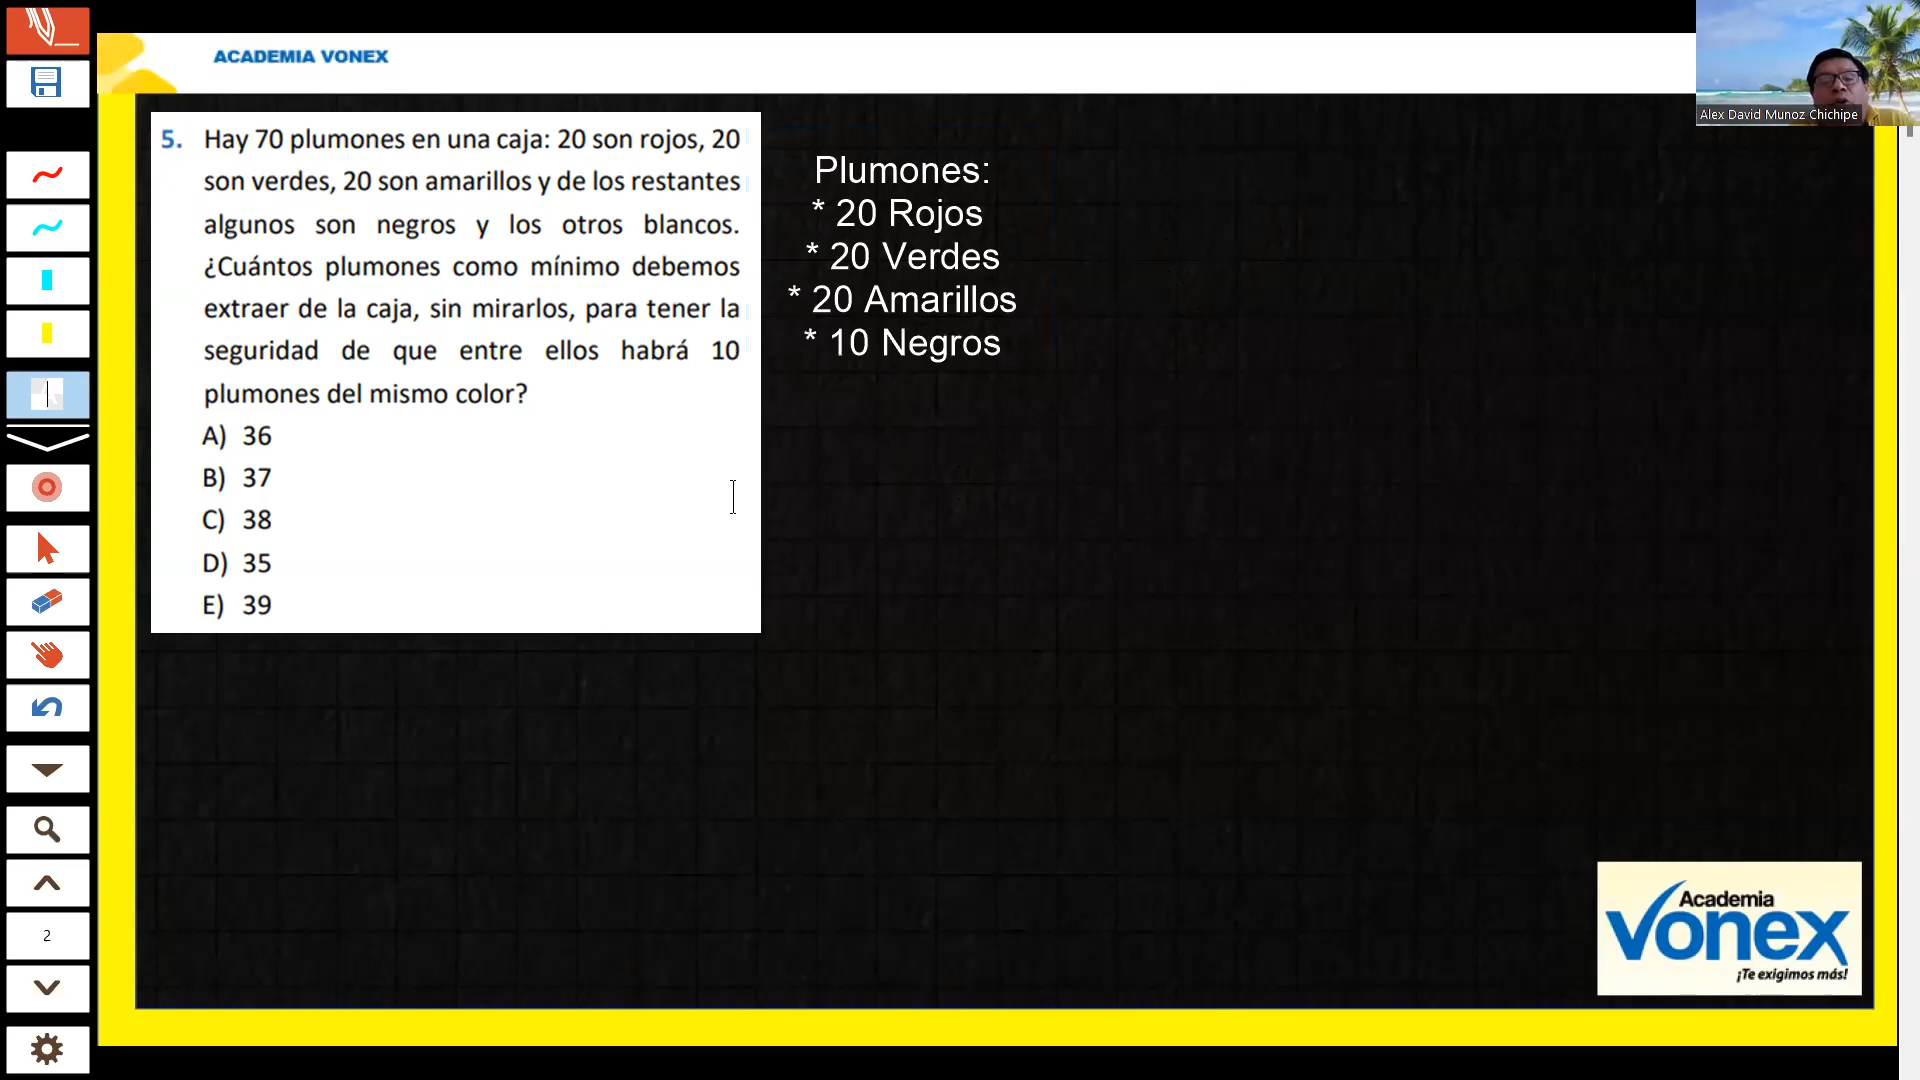 ACADEMIA VONEX
Alex David Munoz Chichipe
5. Hay 70 plumones en una caja: 20 son rojos, 20
son verdes, 20 son amarillos y de los restantes
algunos son negros y los otros blancos.
¿Cuántos plumones como mínimo debemos
extraer de la caja, sin mirarlos, para tener la
seguridad de que entre ellos habrá 10
plumones del mismo color?
A) 36
B) 37
C) 38
D) 35
E) 39
Plumones:
* 20 Rojos
* 20 Verdes
* 20 Amarillos
* 10 Negros
2
Academia
Vonex
¡Te exigimos más!